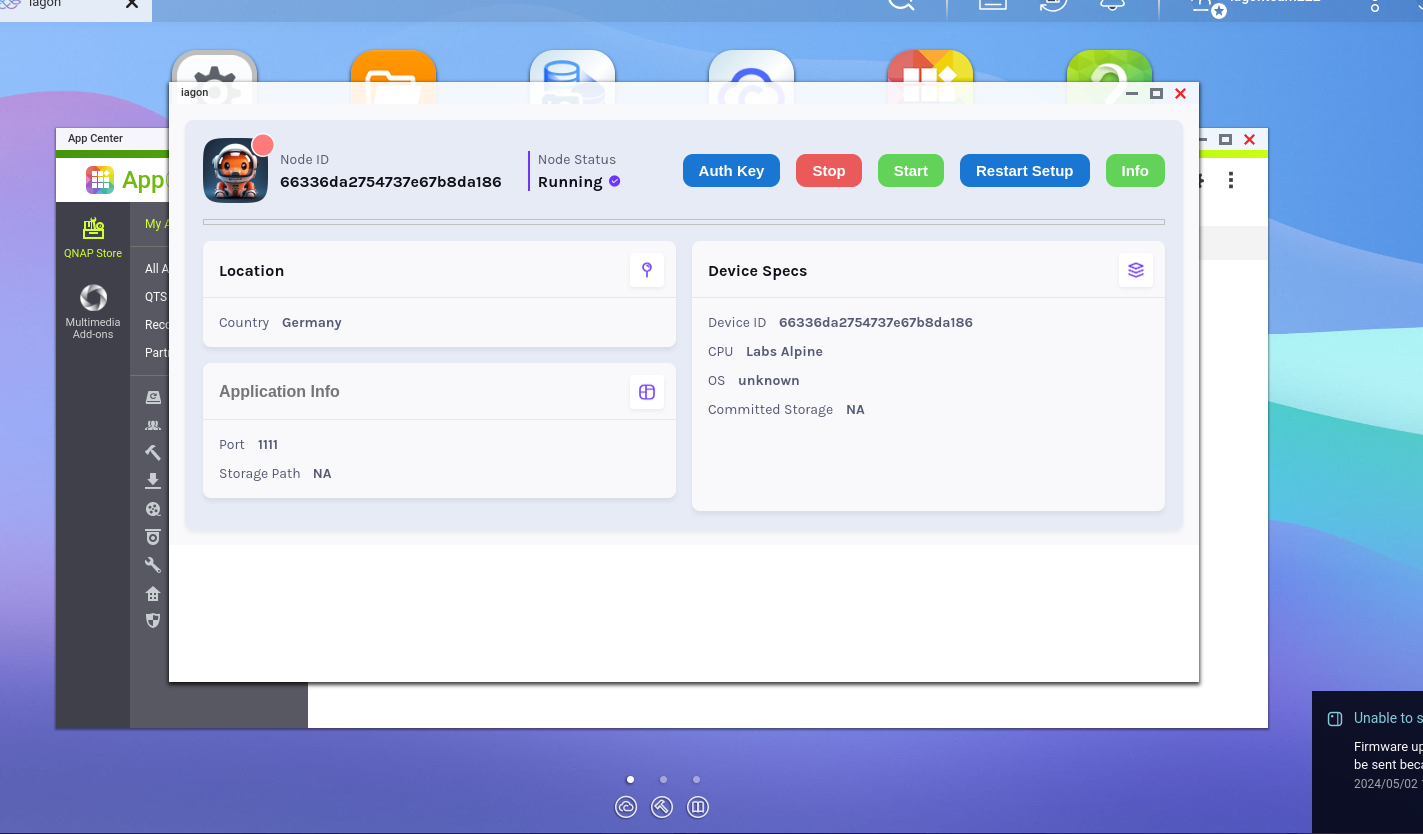 iagon
iagon
App Center
App
QNAP Store
Multimedia
Add-ons
My A
All A
QTS
Reco
Partn
Node ID
66336da2754737e67b8da186
Node Status
Running
Auth Key
Stop
Start
Restart Setup
Info
Location
Country Germany
Application Info
Port 1111
Storage Path NA
Device Specs
Device ID 66336da2754737e67b8da186
CPU Labs Alpine
OS unknown
Committed Storage NA
Unable to s
Firmware up
be sent beca
2024/05/02